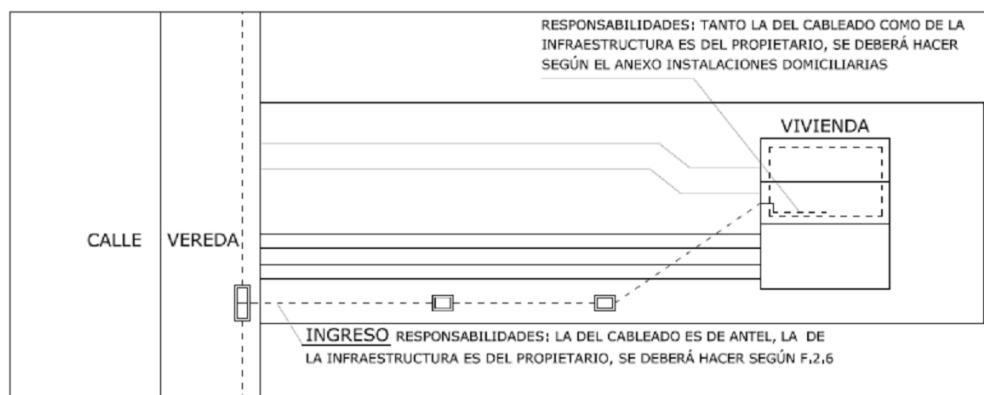 RESPONSABILIDADES: TANTO LA DEL CABLEADO COMO DE LA
INFRAESTRUCTURA ES DEL PROPIETARIO, SE DEBERÁ HACER
SEGÚN EL ANEXO INSTALACIONES DOMICILIARIAS
VIVIENDA
CALLE
VEREDA
INGRESO RESPONSABILIDADES: LA DEL CABLEADO ES DE ANTEL, LA DE
LA INFRAESTRUCTURA ES DEL PROPIETARIO, SE DEBERÁ HACER SEGÚN F.2.6